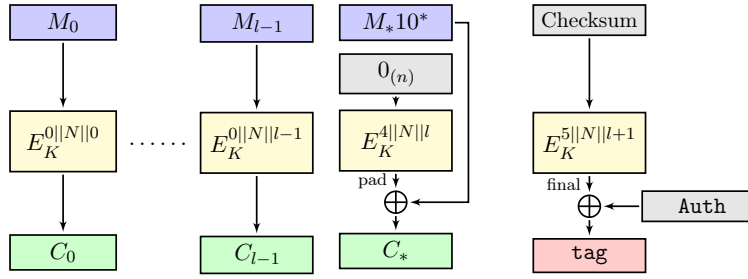 M_0 M_{l−1} M_*10^* Checksum
0_{(n)}
E_K^{0||N||0} ...... E_K^{0||N||l−1} E_K^{4||N||l} E_K^{5||N||l+1}
pad final
Auth
C_0 C_{l−1} C_* tag